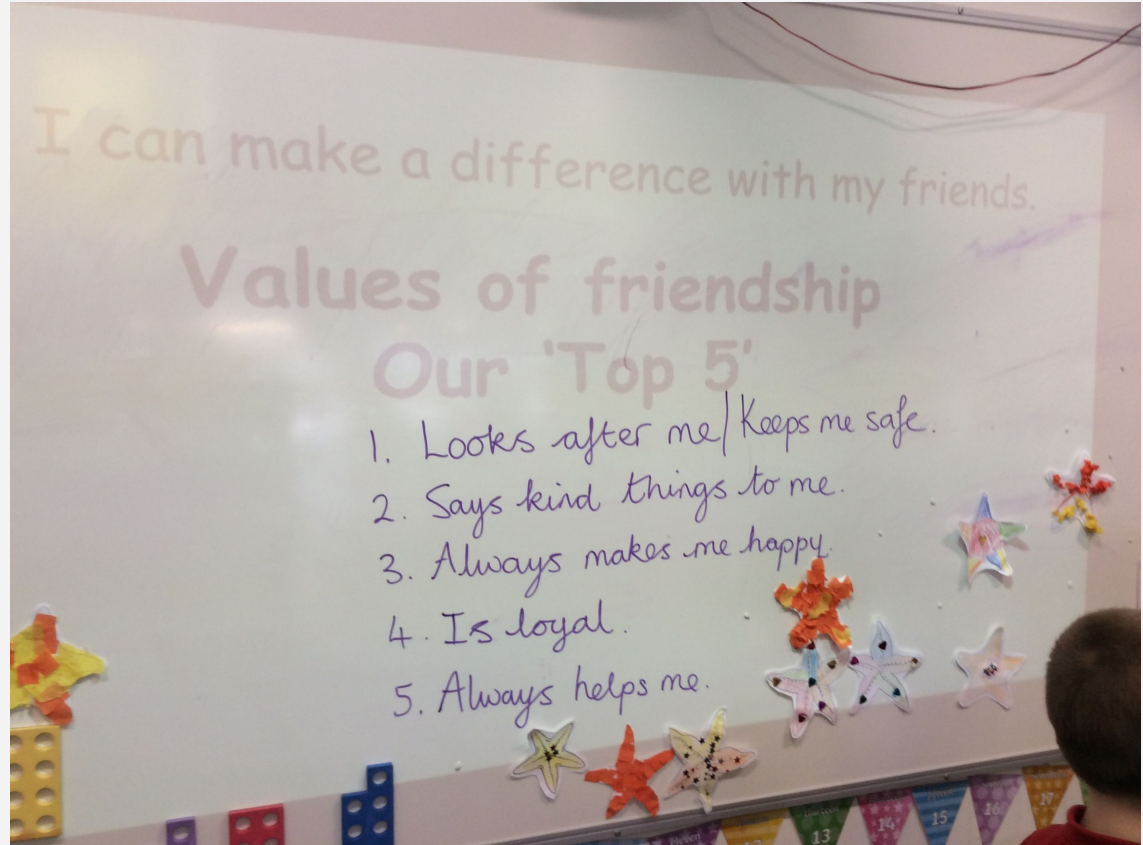 I can make a difference with my friends.
Values of friendship
Our 'Top 5'
1. Looks after me/Keeps me safe.
2. Says kind things to me.
3. Always makes me happy.
4. Is loyal.
5. Always helps me.
13
14
15
16
17